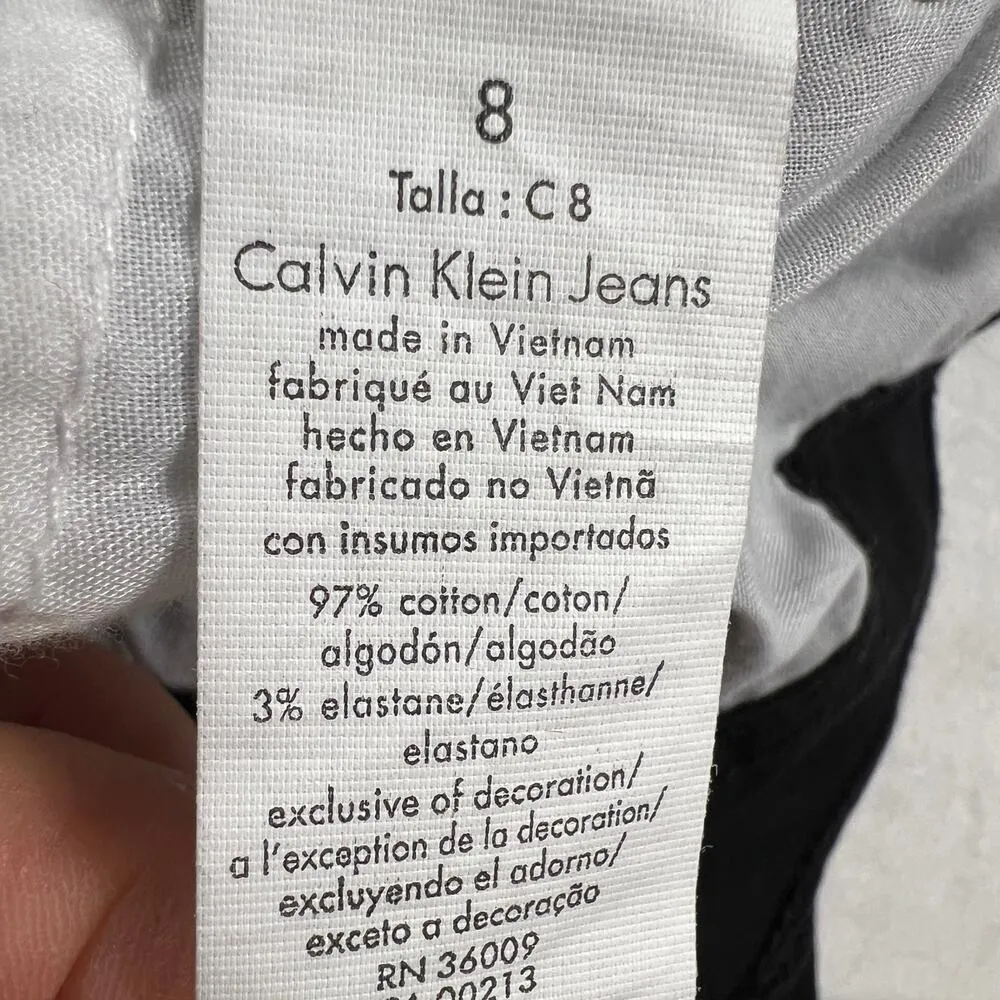 8
Talla : C 8
Calvin Klein Jeans
made in Vietnam
fabriqué au Viet Nam
hecho en Vietnam
fabricado no Vietnã
con insumos importados
97% cotton/coton/
algodón/algodão
3% elastane/élasthanne/
elastano
exclusive of decoration/
a l'exception de la decoration/
excluyendo el adorno/
exceto a decoração
RN 36009
00213